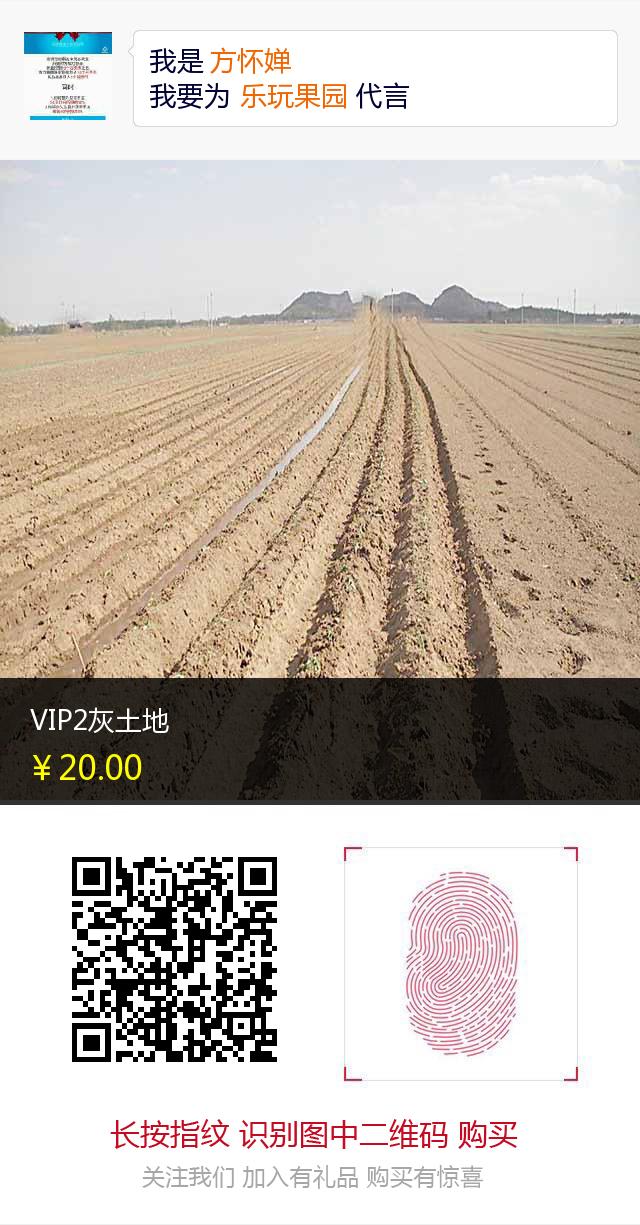 我是 方怀婵
我要为 乐玩果园 代言
VIP2灰土地
¥20.00
长按指纹 识别图中二维码 购买
关注我们 加入有礼品 购买有惊喜